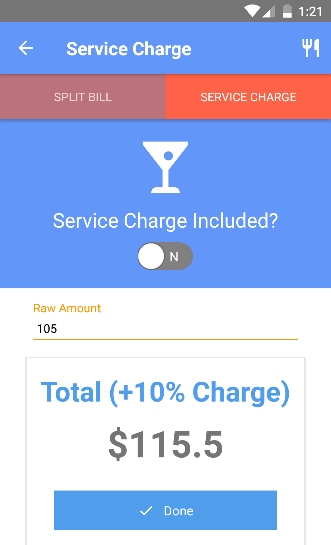 1:21
Service Charge
SPLIT BILL
SERVICE CHARGE
Service Charge Included?
N
Raw Amount
105
Total (+10% Charge)
$115.5
Done